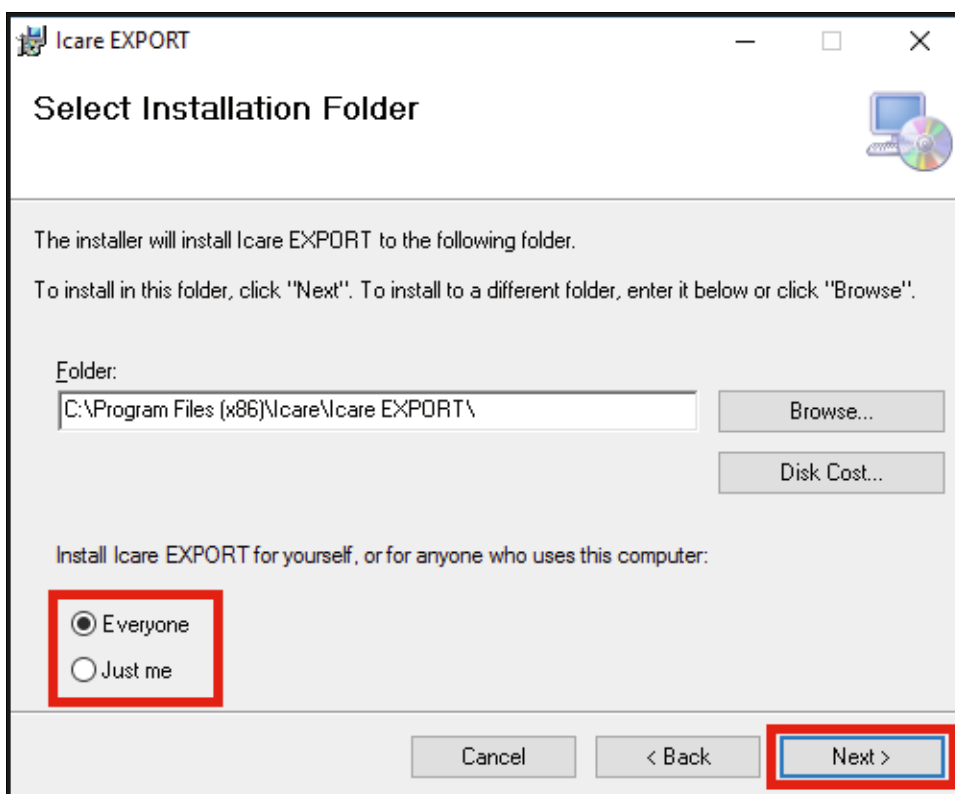 Icare EXPORT
Select Installation Folder
The installer will install Icare EXPORT to the following folder.
To install in this folder, click "Next". To install to a different folder, enter it below or click "Browse".
Folder:
C:\Program Files (x86)\Icare\Icare EXPORT\
Browse...
Disk Cost...
Install Icare EXPORT for yourself, or for anyone who uses this computer:
Everyone
Just me
Cancel
< Back
Next >